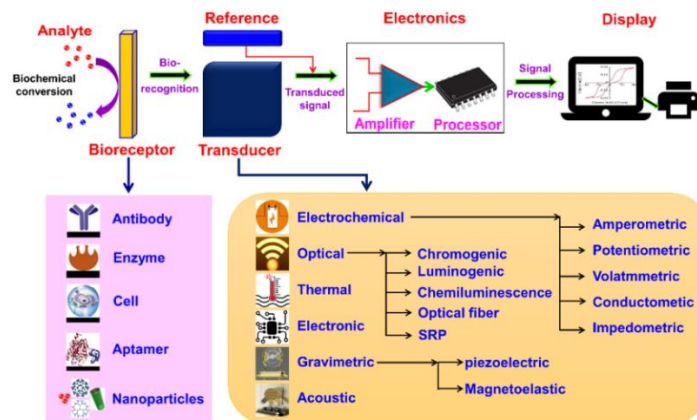 Analyte
Reference
Electronics
Display
Biochemical
conversion
Bio-
recognition
Transduced
signal
Amplifier
Processor
Signal
Processing
Bioreceptor
Transducer
Antibody
Enzyme
Cell
Aptamer
Nanoparticles
Electrochemical
Optical
Thermal
Electronic
Gravimetric
Acoustic
Chromogenic
Luminogenic
Chemiluminescence
Optical fiber
SRP
piezoelectric
Magnetoelastic
Amperometric
Potentiometric
Volatmmetric
Conductometic
Impedometric